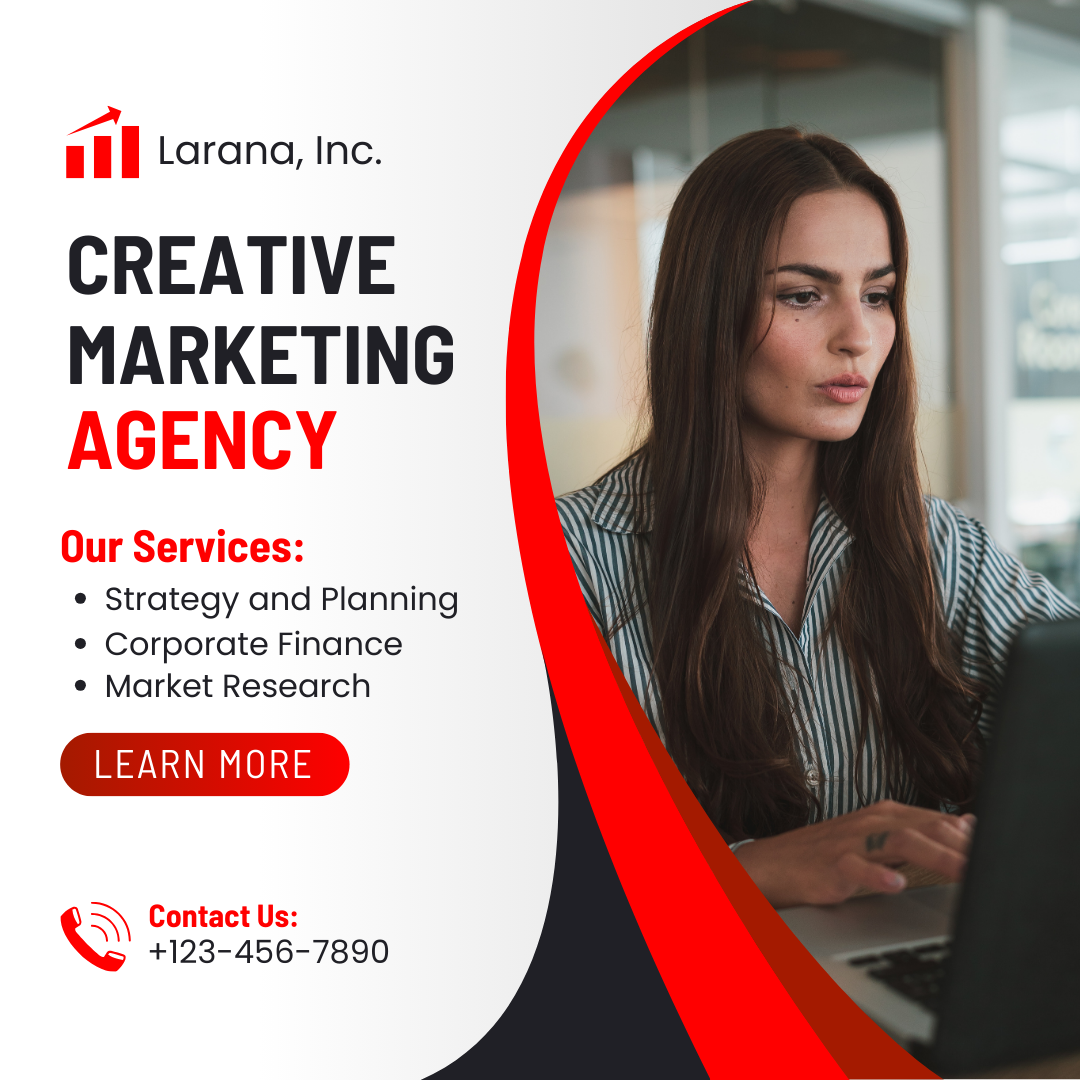 Larana, Inc.
CREATIVE
MARKETING
AGENCY
Our Services:
• Strategy and Planning
• Corporate Finance
• Market Research
LEARN MORE
Contact Us:
+123-456-7890